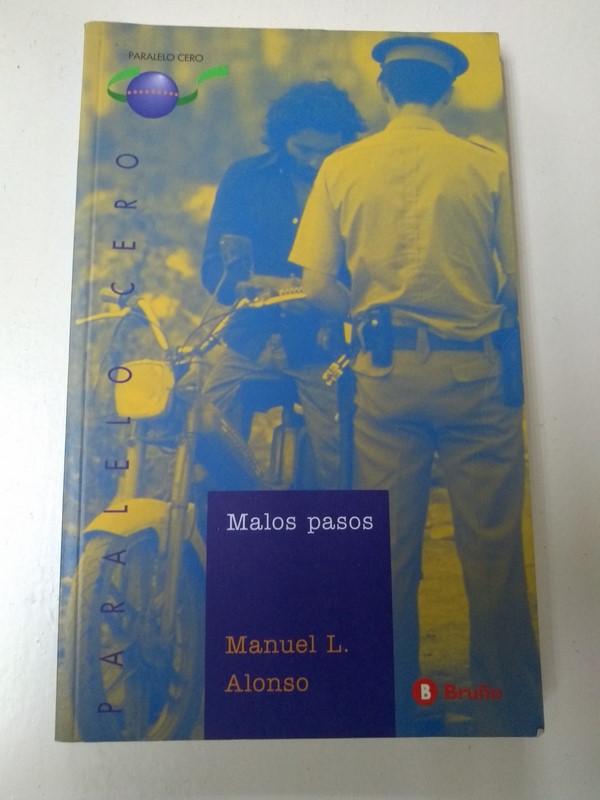 PARALELO CERO
PARALELO CERO
Malos pasos
Manuel L.
Alonso
B Bruño